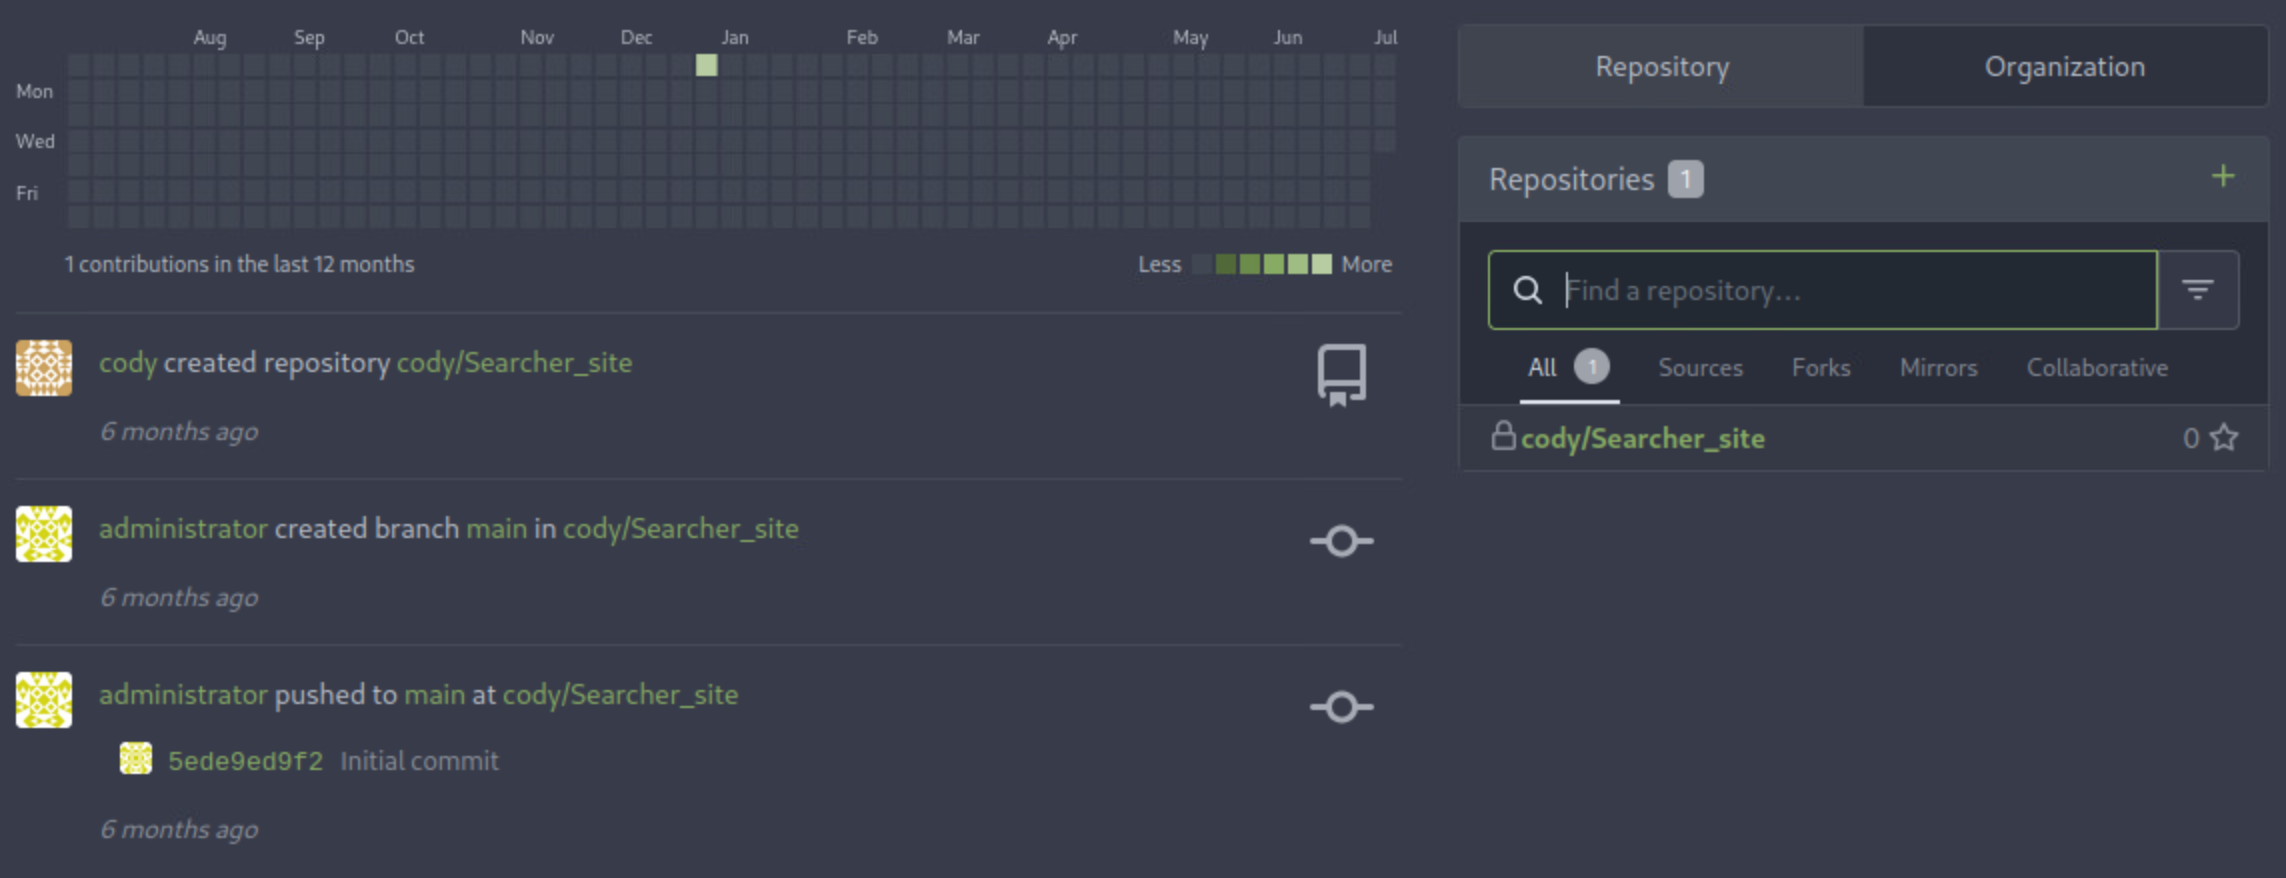 Aug Sep Oct Nov Dec Jan Feb Mar Apr May Jun Jul
Mon
Wed
Fri
1 contributions in the last 12 months
Less More
cody created repository cody/Searcher_site
6 months ago
administrator created branch main in cody/Searcher_site
6 months ago
administrator pushed to main at cody/Searcher_site
5ede9ed9f2 Initial commit
6 months ago
Repository Organization
Repositories 1
+
Find a repository...
All 1 Sources Forks Mirrors Collaborative
cody/Searcher_site 0